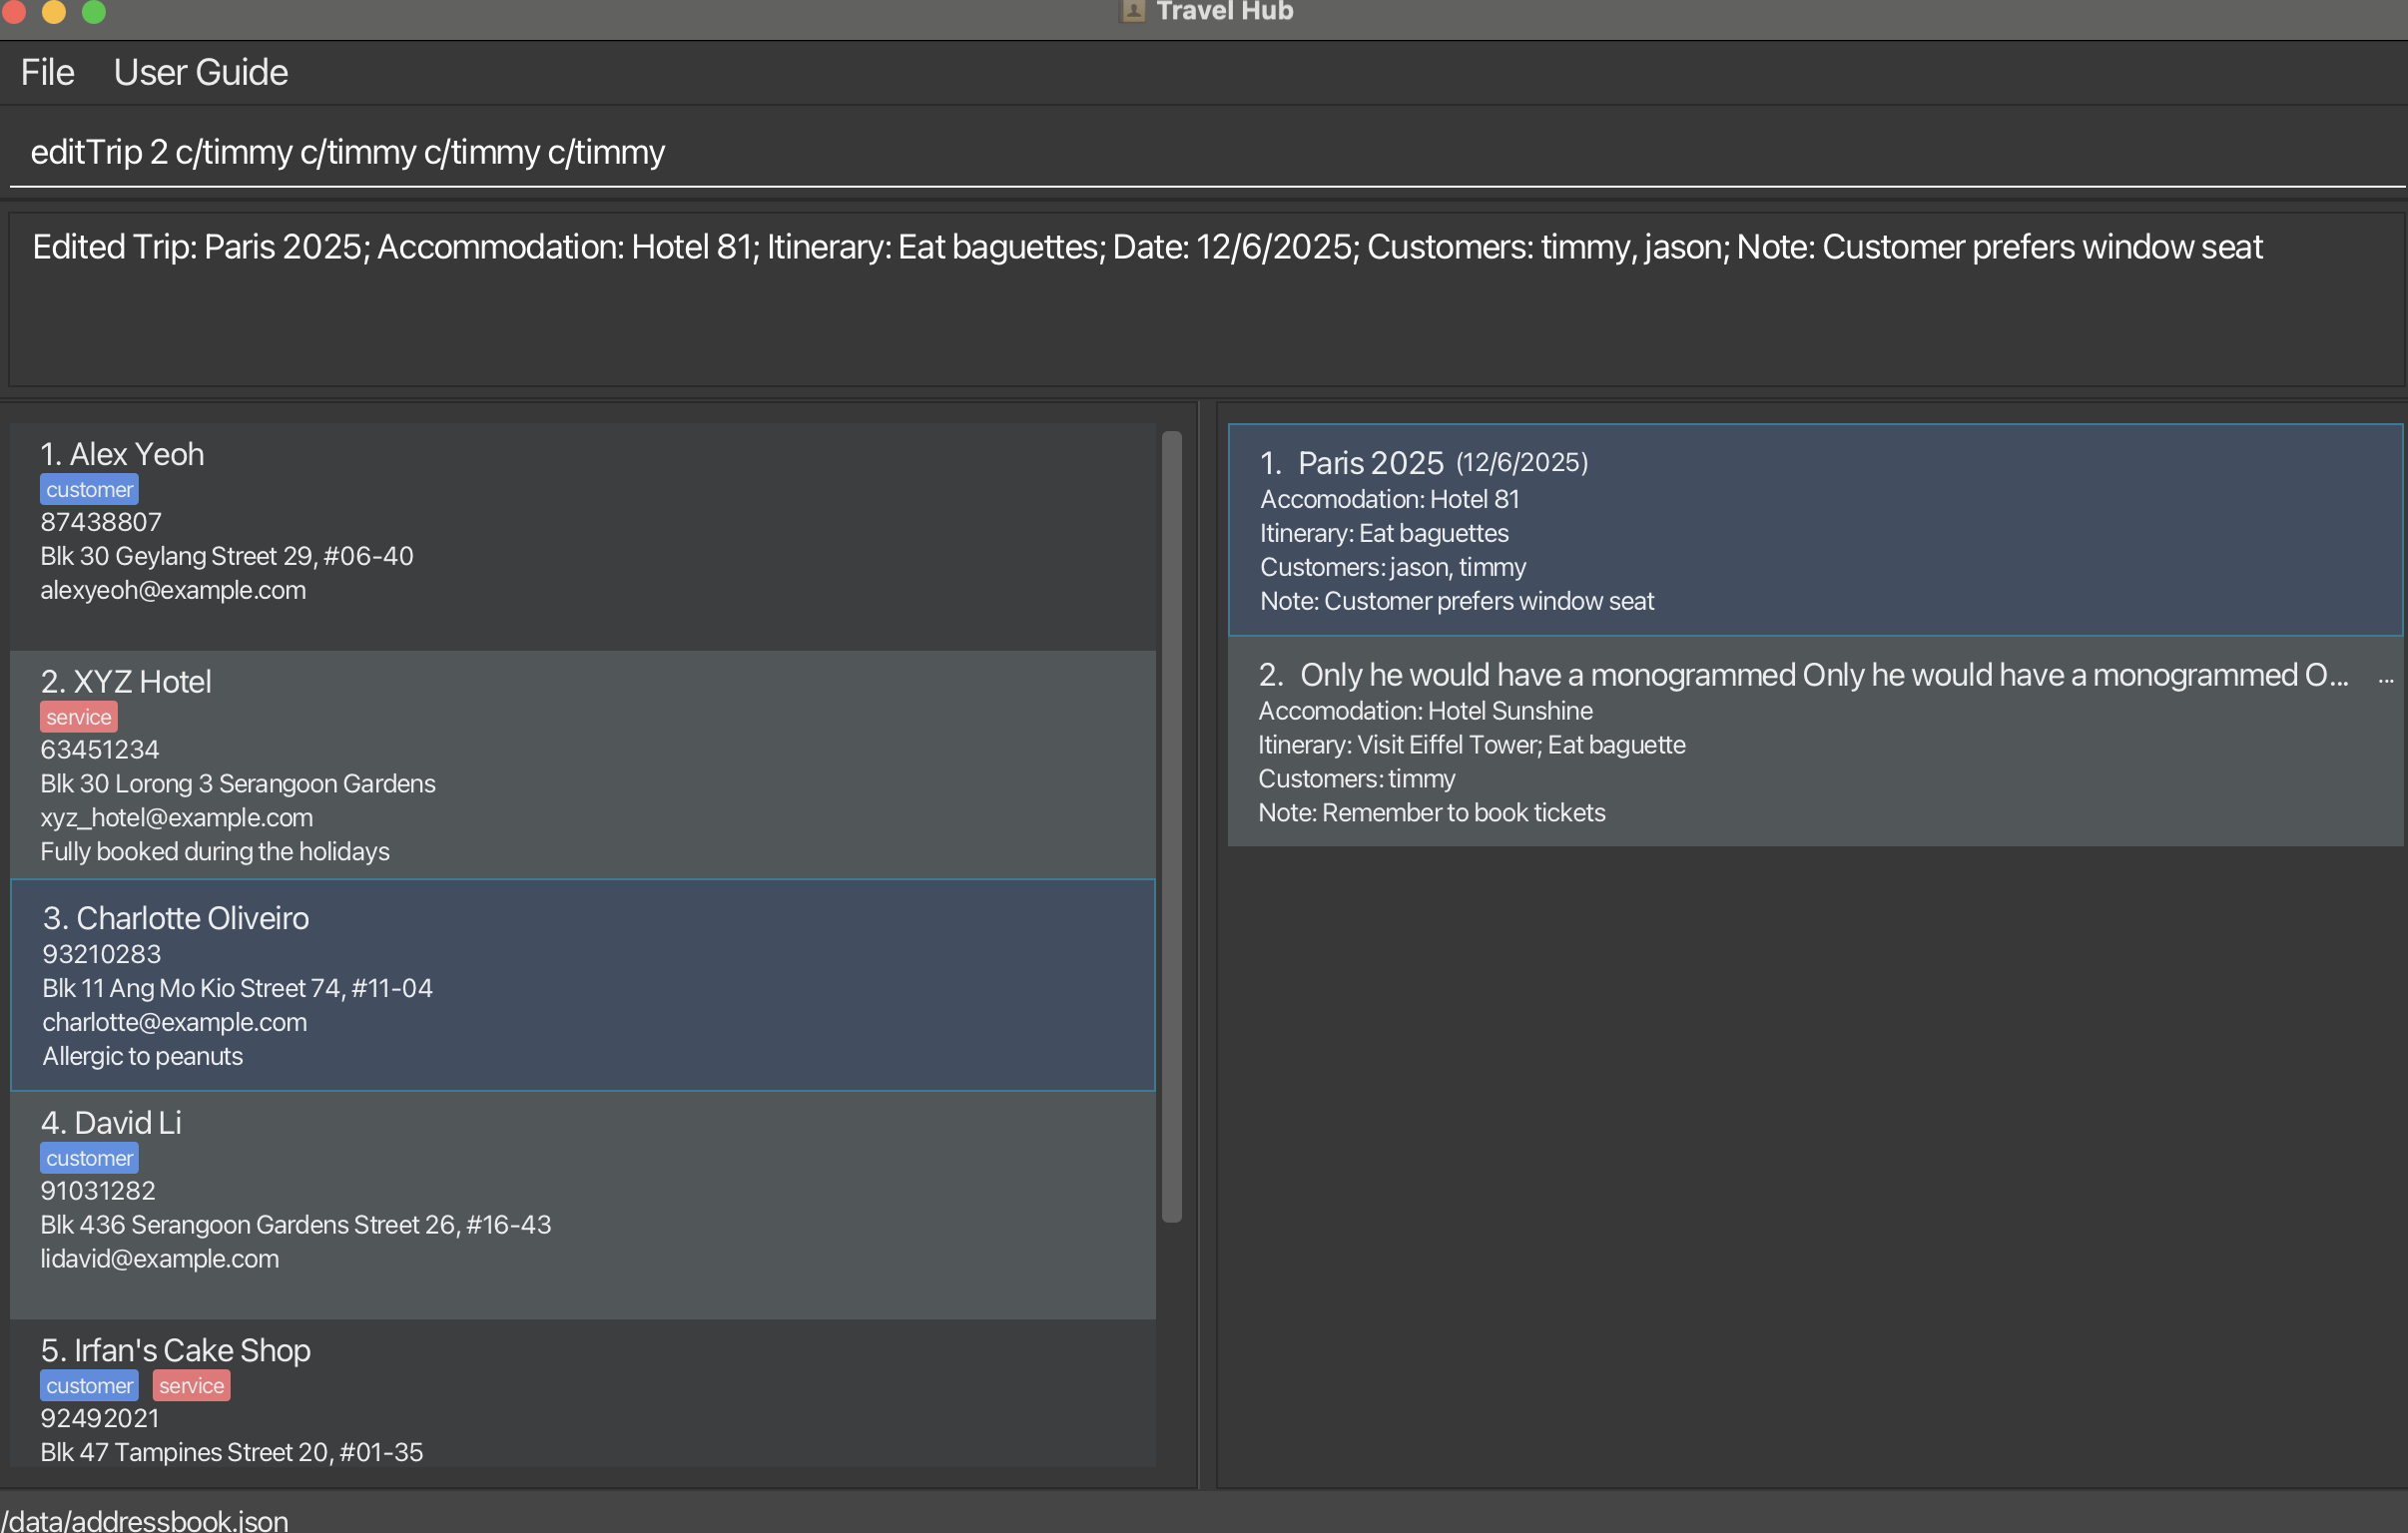 Travel Hub
File User Guide
editTrip 2 c/timmy c/timmy c/timmy c/timmy
Edited Trip: Paris 2025; Accommodation: Hotel 81; Itinerary: Eat baguettes; Date: 12/6/2025; Customers: timmy, jason; Note: Customer prefers window seat
1. Alex Yeoh
customer
87438807
Blk 30 Geylang Street 29, #06-40
alexyeoh@example.com
2. XYZ Hotel
service
63451234
Blk 30 Lorong 3 Serangoon Gardens
xyz_hotel@example.com
Fully booked during the holidays
3. Charlotte Oliveiro
93210283
Blk 11 Ang Mo Kio Street 74, #11-04
charlotte@example.com
Allergic to peanuts
4. David Li
customer
91031282
Blk 436 Serangoon Gardens Street 26, #16-43
lidavid@example.com
5. Irfan's Cake Shop
customer service
92492021
Blk 47 Tampines Street 20, #01-35
1. Paris 2025 (12/6/2025)
Accomodation: Hotel 81
Itinerary: Eat baguettes
Customers: jason, timmy
Note: Customer prefers window seat
2. Only he would have a monogrammed Only he would have a monogrammed O... ...
Accomodation: Hotel Sunshine
Itinerary: Visit Eiffel Tower; Eat baguette
Customers: timmy
Note: Remember to book tickets
/data/addressbook.json